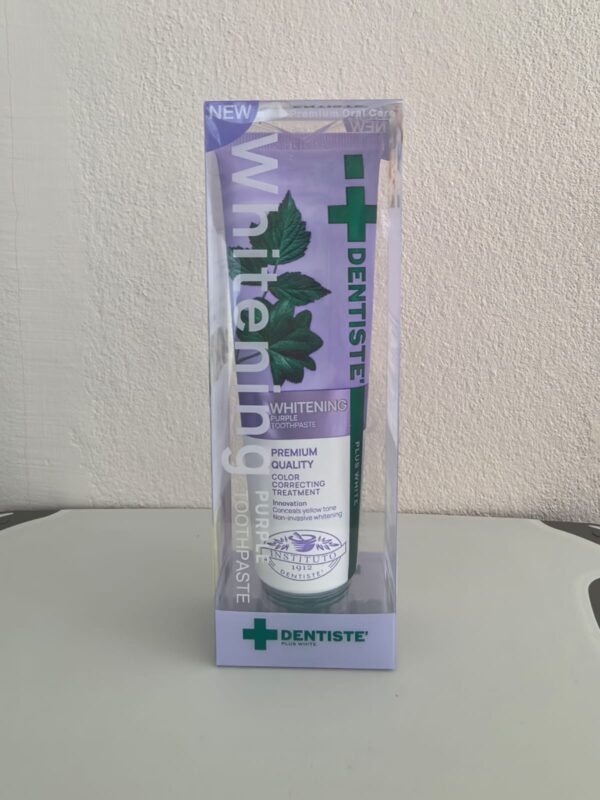 NEW
Premium Oral Care
NEW
Whitening
PURPLE
TOOTHPASTE
DENTISTE'
PLUS WHITE
WHITENING
PURPLE
TOOTHPASTE
PREMIUM
QUALITY
COLOR
CORRECTING
TREATMENT
Innovation
Conceals yellow tone
Non-invasive whitening
INSTITUTO
1912
DENTISTE'
DENTISTE'
PLUS WHITE